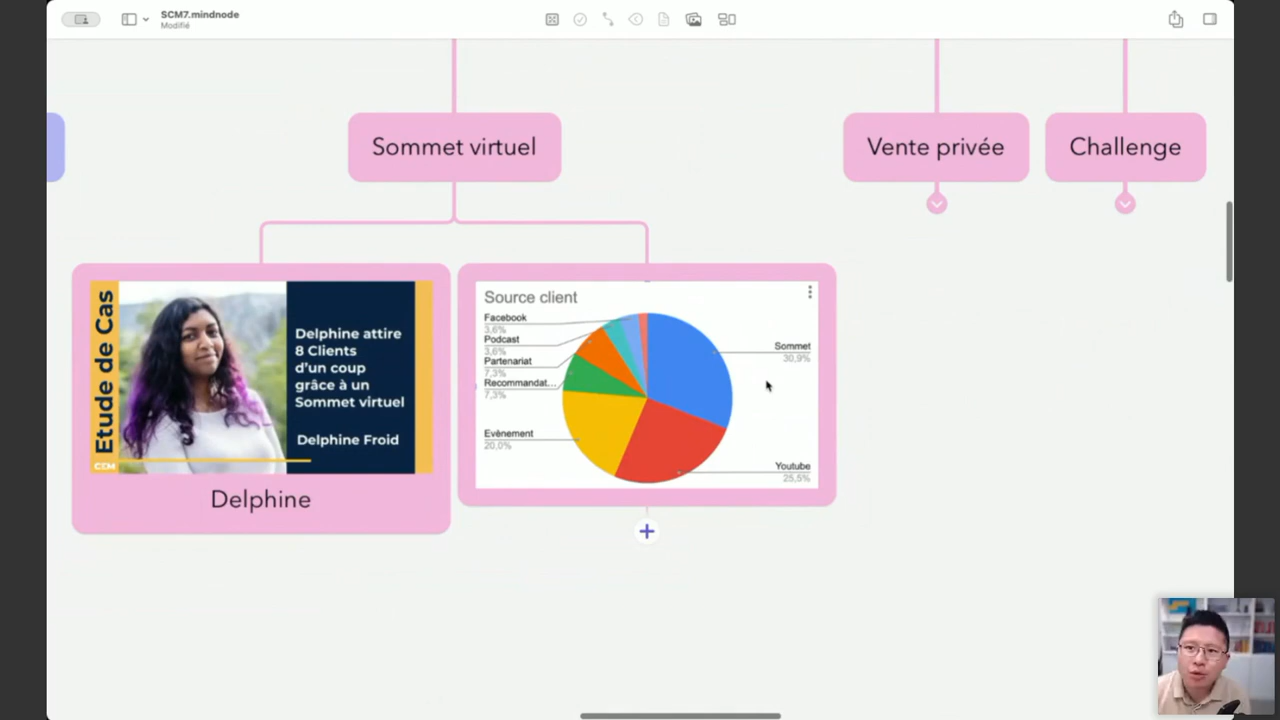 SCM7.mindnode
Modifié
Sommet virtuel
Vente privée
Challenge
Etude de Cas
Delphine attire
8 Clients
d'un coup
grâce à un
Sommet virtuel
Delphine Froid
Delphine
Source client
Facebook
3,6%
Podcast
3,6%
Partenariat
7,3%
Recommandat...
7,3%
Evènement
20,0%
Sommet
30,9%
Youtube
25,5%